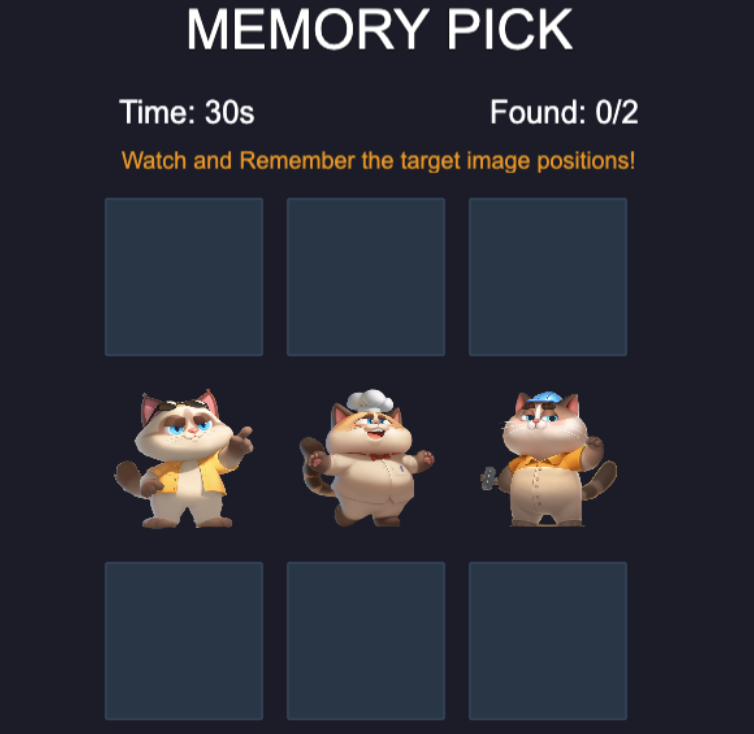 MEMORY PICK
Time: 30s
Found: 0/2
Watch and Remember the target image positions!